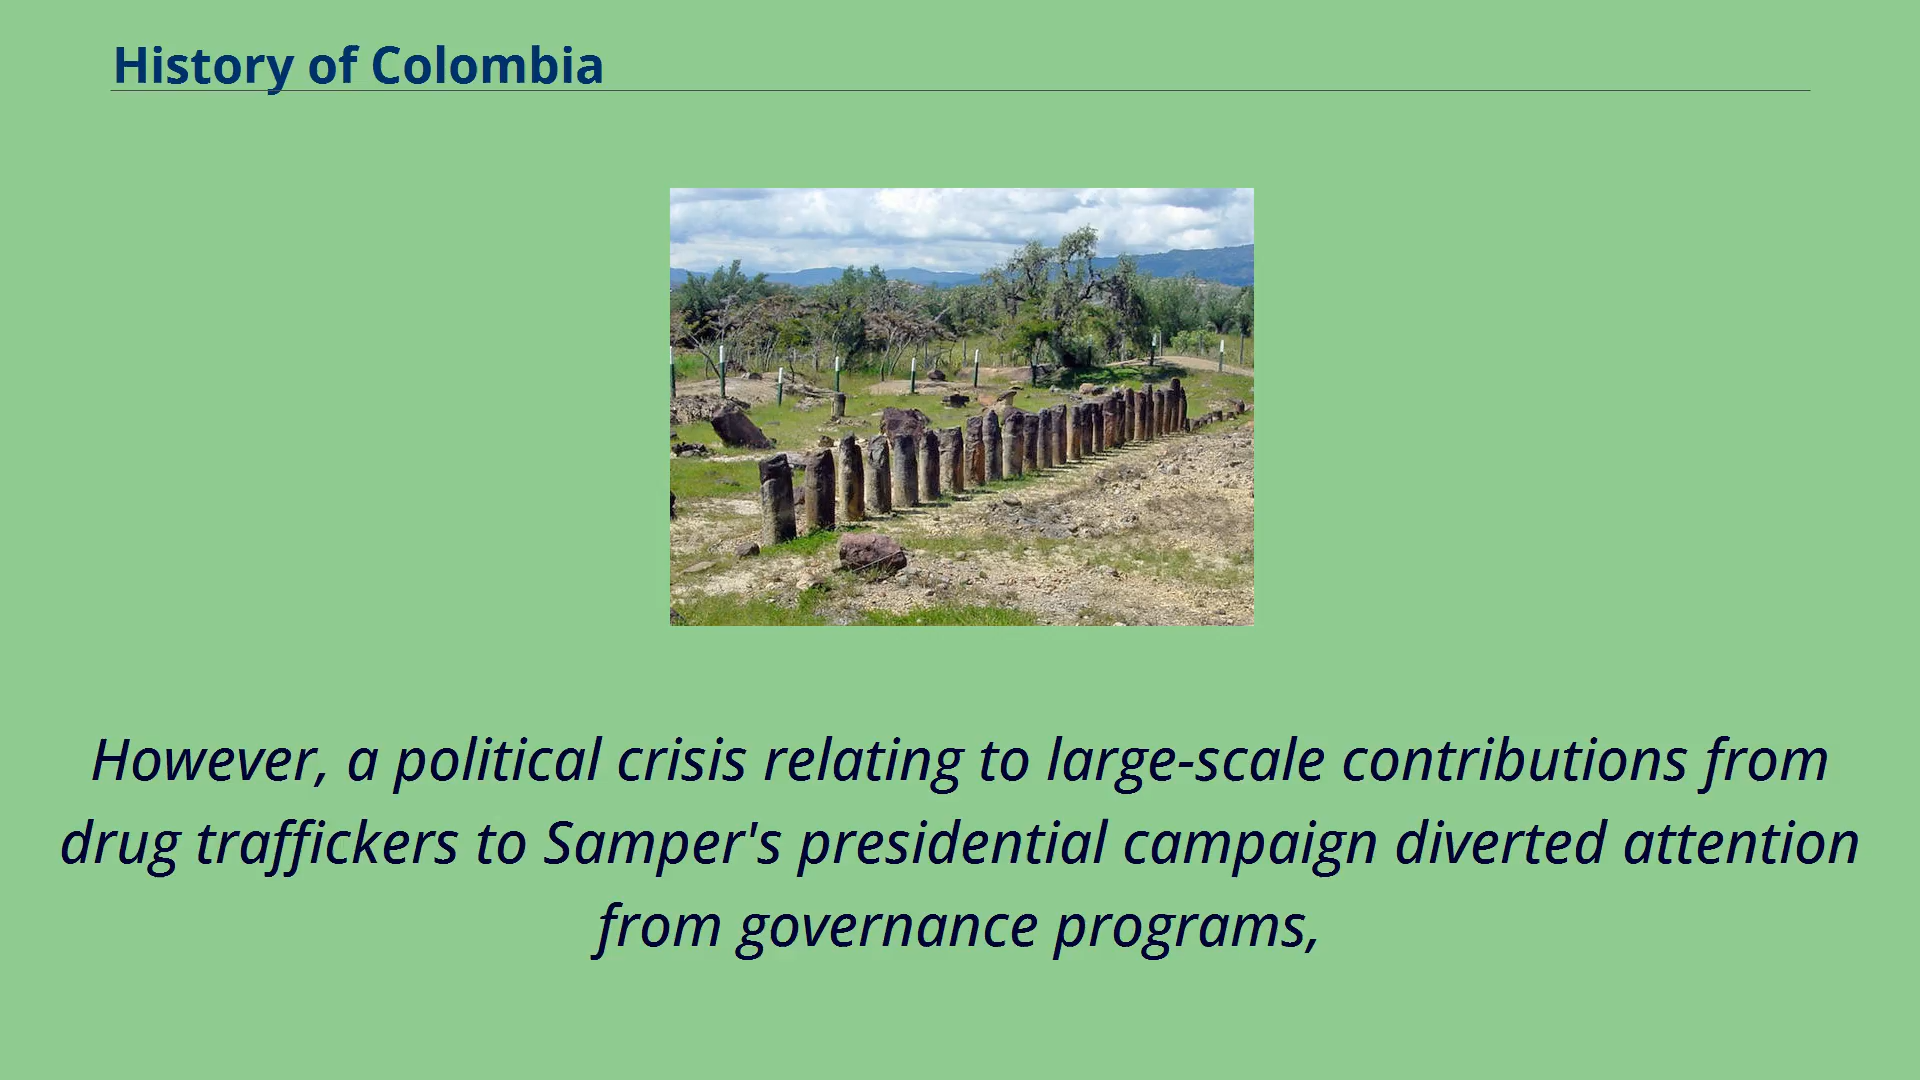 History of Colombia
However, a political crisis relating to large-scale contributions from
drug traffickers to Samper's presidential campaign diverted attention
from governance programs,